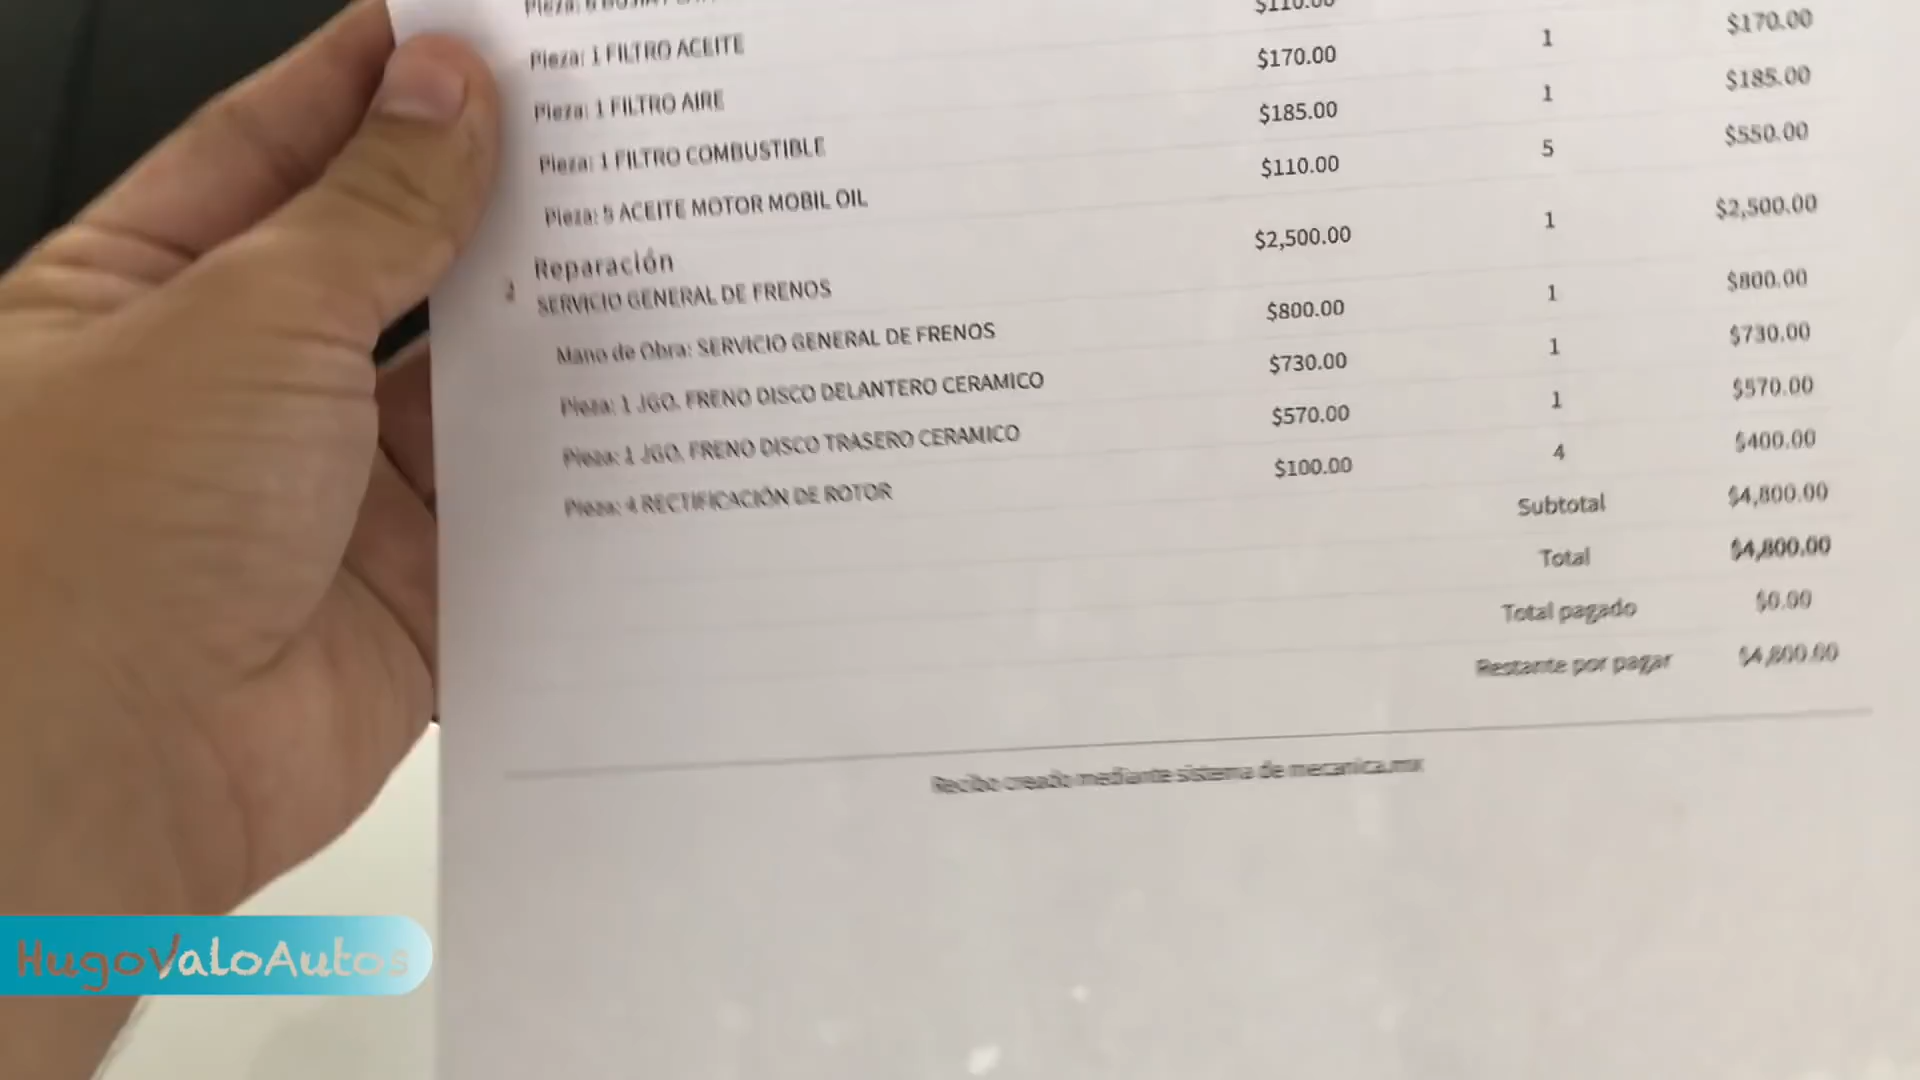 Pieza: 6
$110.00
Pieza: 1 FILTRO ACEITE $170.00 1 $170.00
Pieza: 1 FILTRO AIRE $185.00 1 $185.00
Pieza: 1 FILTRO COMBUSTIBLE $110.00 5 $550.00
Pieza: 5 ACEITE MOTOR MOBIL OIL
2 Reparación $2,500.00 1 $2,500.00
SERVICIO GENERAL DE FRENOS
Mano de Obra: SERVICIO GENERAL DE FRENOS $800.00 1 $800.00
Pieza: 1 JGO. FRENO DISCO DELANTERO CERAMICO $730.00 1 $730.00
Pieza: 1 JGO. FRENO DISCO TRASERO CERAMICO $570.00 1 $570.00
Pieza: 4 RECTIFICACIÓN DE ROTOR $100.00 4 $400.00
Subtotal $4,800.00
Total $4,800.00
Total pagado $0.00
Restante por pagar $4,800.00
Recibo creado mediante sistema de mecanica.mx
HugoValoAutos